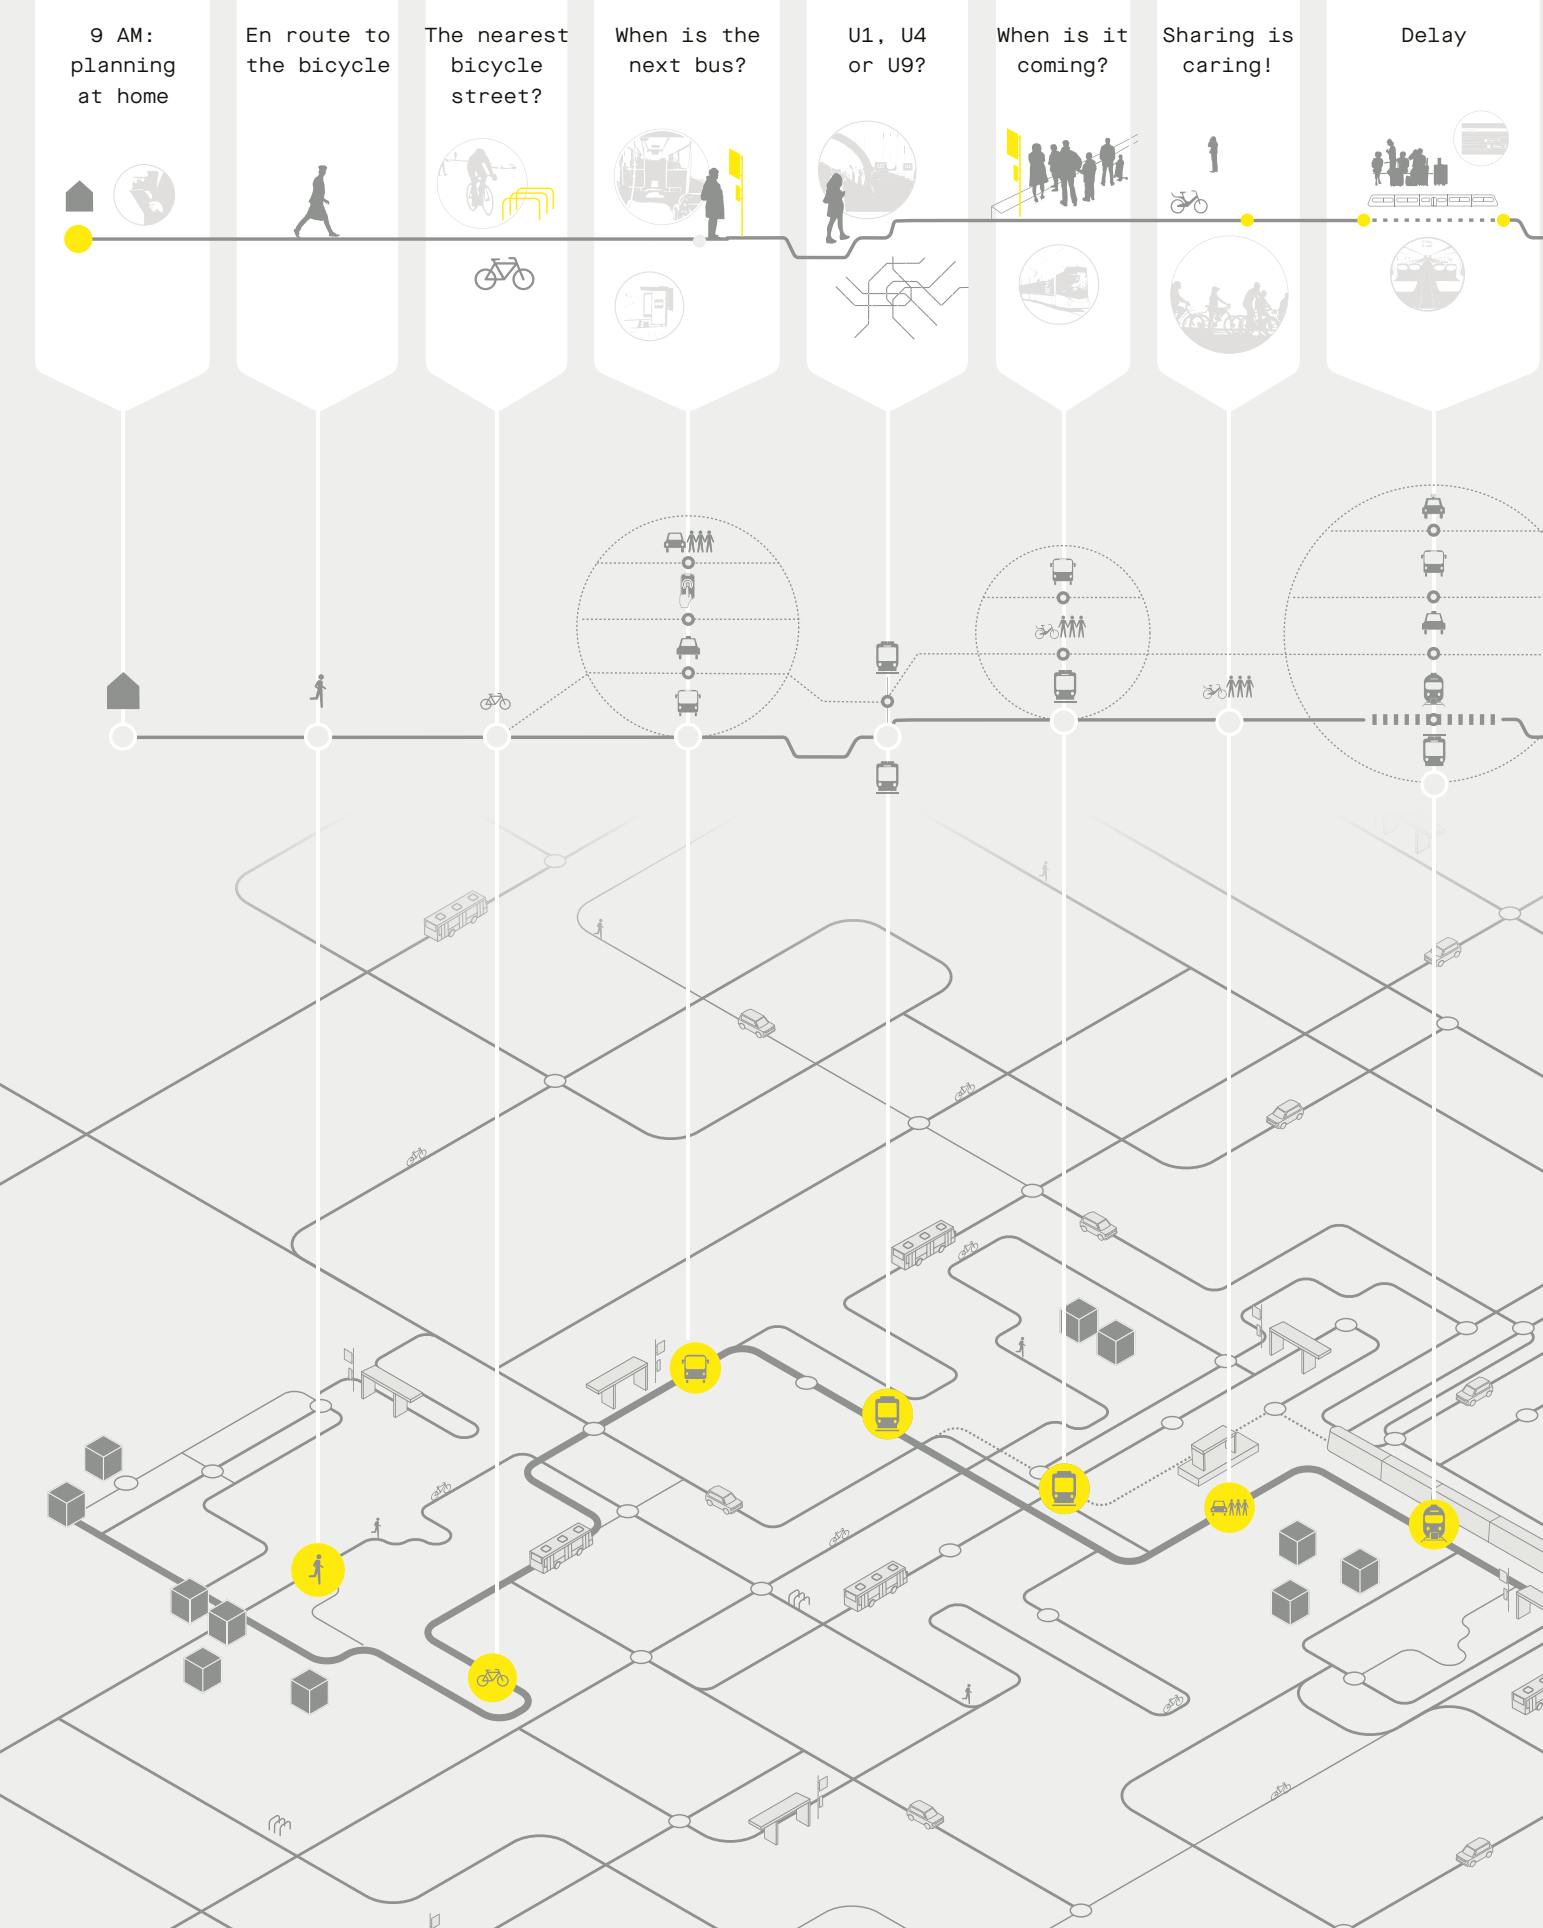 9 AM:
planning
at home
En route to
the bicycle
The nearest
bicycle
street?
When is the
next bus?
U1, U4
or U9?
When is it
coming?
Sharing is
caring!
Delay